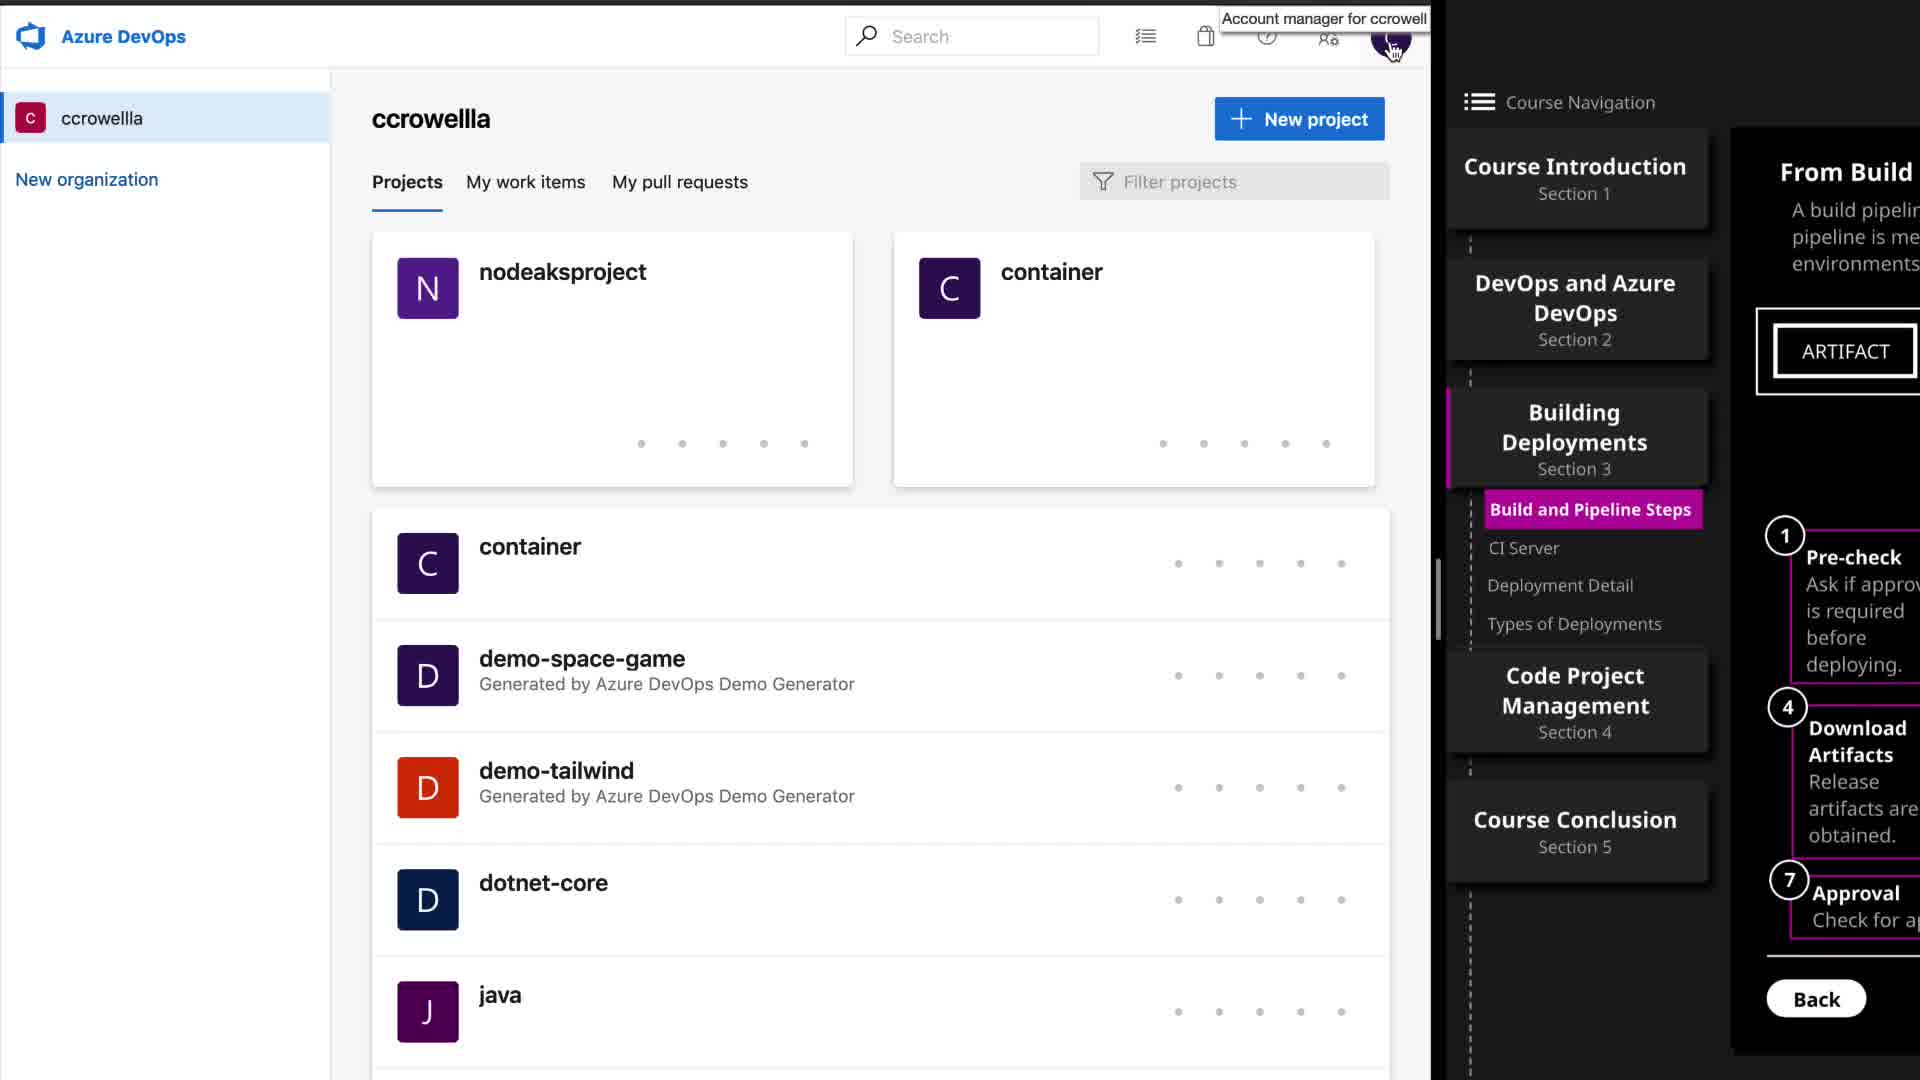 Azure DevOps
Search
Account manager for ccrowell
C
ccrowellla
New organization
ccrowellla
New project
Projects
My work items
My pull requests
Filter projects
N
nodeaksproject
C
container
C
container
D
demo-space-game
Generated by Azure DevOps Demo Generator
D
demo-tailwind
Generated by Azure DevOps Demo Generator
D
dotnet-core
J
java
Course Navigation
Course Introduction
Section 1
DevOps and Azure
DevOps
Section 2
Building
Deployments
Section 3
Build and Pipeline Steps
CI Server
Deployment Detail
Types of Deployments
Code Project
Management
Section 4
Course Conclusion
Section 5
From Build
A build pipelin
pipeline is me
environments
ARTIFACT
1
Pre-check
Ask if approv
is required
before
deploying.
4
Download
Artifacts
Release
artifacts are
obtained.
7
Approval
Check for ap
Back